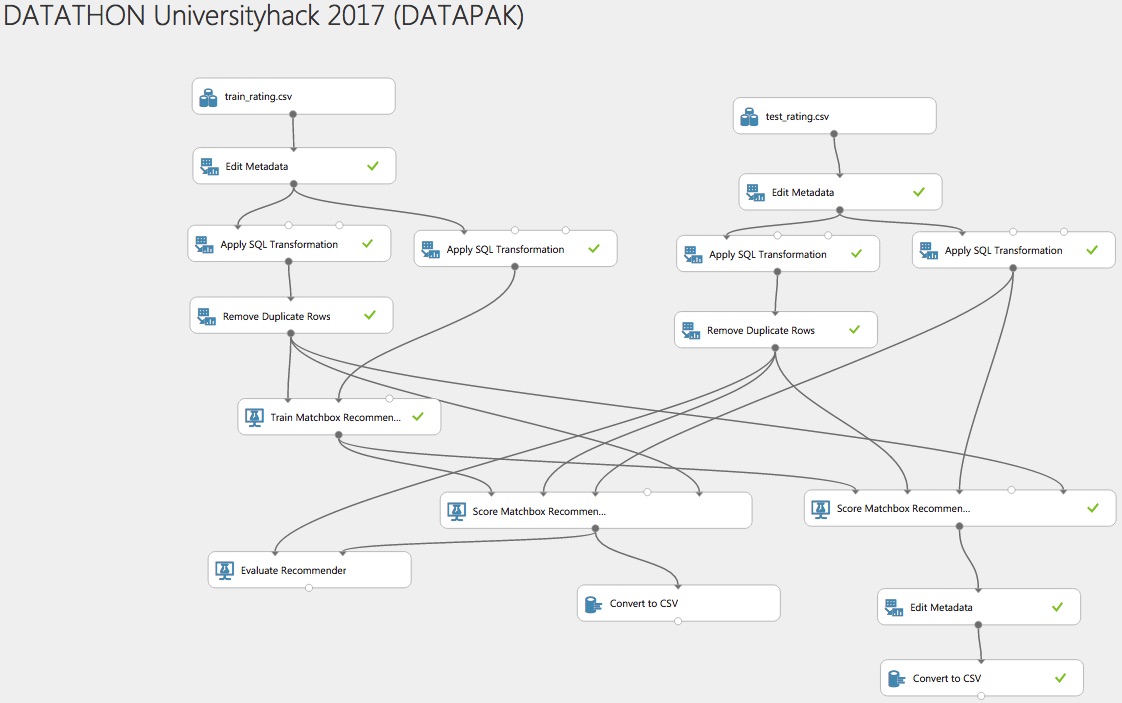 DATATHON Universityhack 2017 (DATAPAK)
train_rating.csv
test_rating.csv
Edit Metadata
Edit Metadata
Apply SQL Transformation
Apply SQL Transformation
Apply SQL Transformation
Apply SQL Transformation
Remove Duplicate Rows
Remove Duplicate Rows
Train Matchbox Recommen...
Score Matchbox Recommen...
Score Matchbox Recommen...
Evaluate Recommender
Convert to CSV
Edit Metadata
Convert to CSV